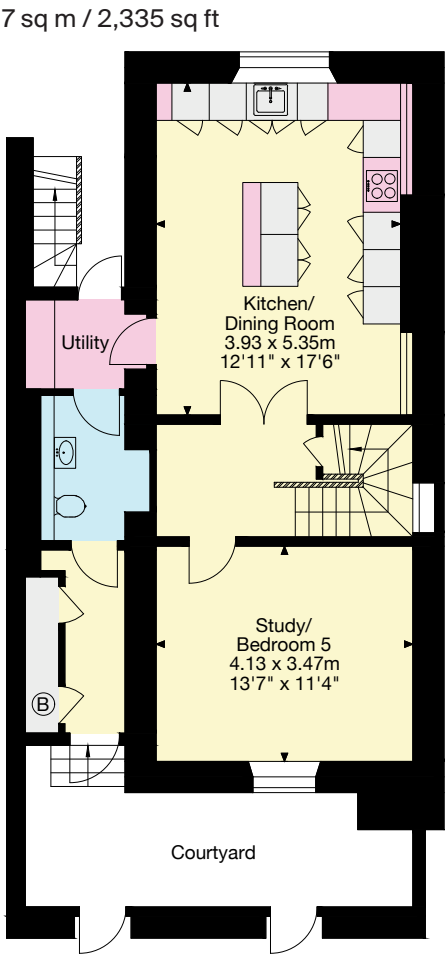 7 sq m / 2,335 sq ft
Kitchen/
Dining Room
3.93 x 5.35m
12'11" x 17'6"
Utility
Study/
Bedroom 5
4.13 x 3.47m
13'7" x 11'4"
B
Courtyard